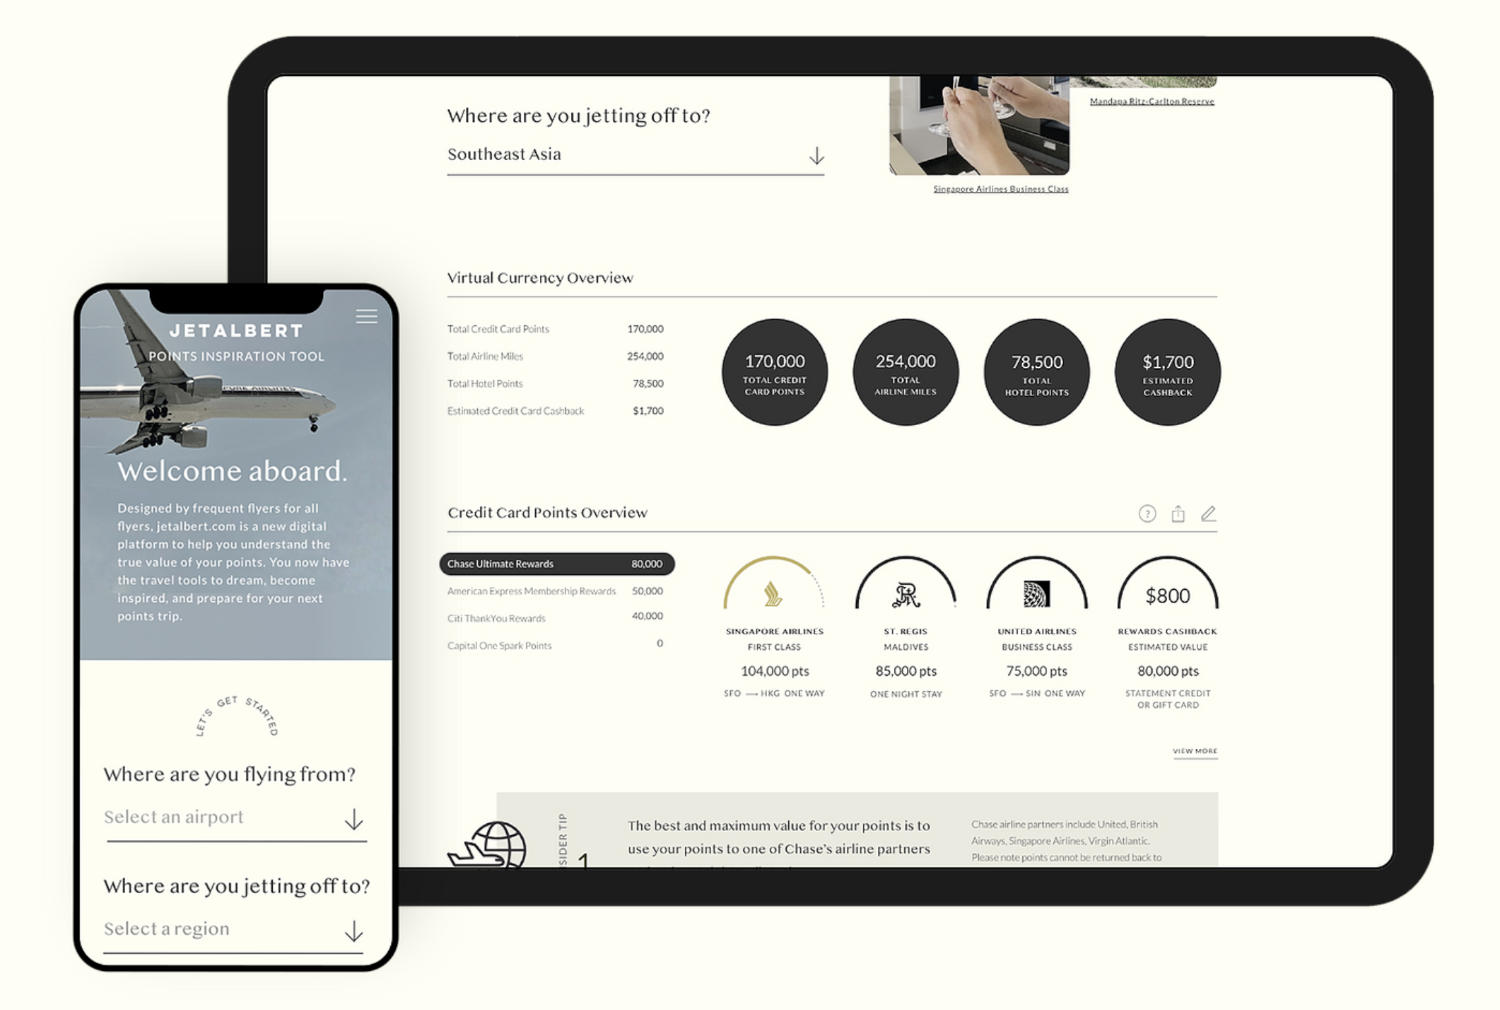 Where are you jetting off to?
Southeast Asia
Mandapa Ritz-Carlton Reserve
Singapore Airlines Business Class
Virtual Currency Overview
Total Credit Card Points 170,000
Total Airline Miles 254,000
Total Hotel Points 78,500
Estimated Credit Card Cashback $1,700
170,000
TOTAL CREDIT
CARD POINTS
254,000
TOTAL
AIRLINE MILES
78,500
TOTAL
HOTEL POINTS
$1,700
ESTIMATED
CASHBACK
Credit Card Points Overview
?
Chase Ultimate Rewards 80,000
American Express Membership Rewards 50,000
Citi ThankYou Rewards 40,000
Capital One Spark Points 0
SINGAPORE AIRLINES
FIRST CLASS
104,000 pts
SFO → HKG ONE WAY
ST. REGIS
MALDIVES
85,000 pts
ONE NIGHT STAY
UNITED AIRLINES
BUSINESS CLASS
75,000 pts
SFO → SIN ONE WAY
$800
REWARDS CASHBACK
ESTIMATED VALUE
80,000 pts
STATEMENT CREDIT
OR GIFT CARD
VIEW MORE
SIDER TIP
1
The best and maximum value for your points is to
use your points to one of Chase's airline partners
Chase airline partners include United, British
Airways, Singapore Airlines, Virgin Atlantic.
Please note points cannot be returned back to
JETALBERT
POINTS INSPIRATION TOOL
Welcome aboard.
Designed by frequent flyers for all
flyers, jetalbert.com is a new digital
platform to help you understand the
true value of your points. You now have
the travel tools to dream, become
inspired, and prepare for your next
points trip.
LET'S GET STARTED
Where are you flying from?
Select an airport
Where are you jetting off to?
Select a region